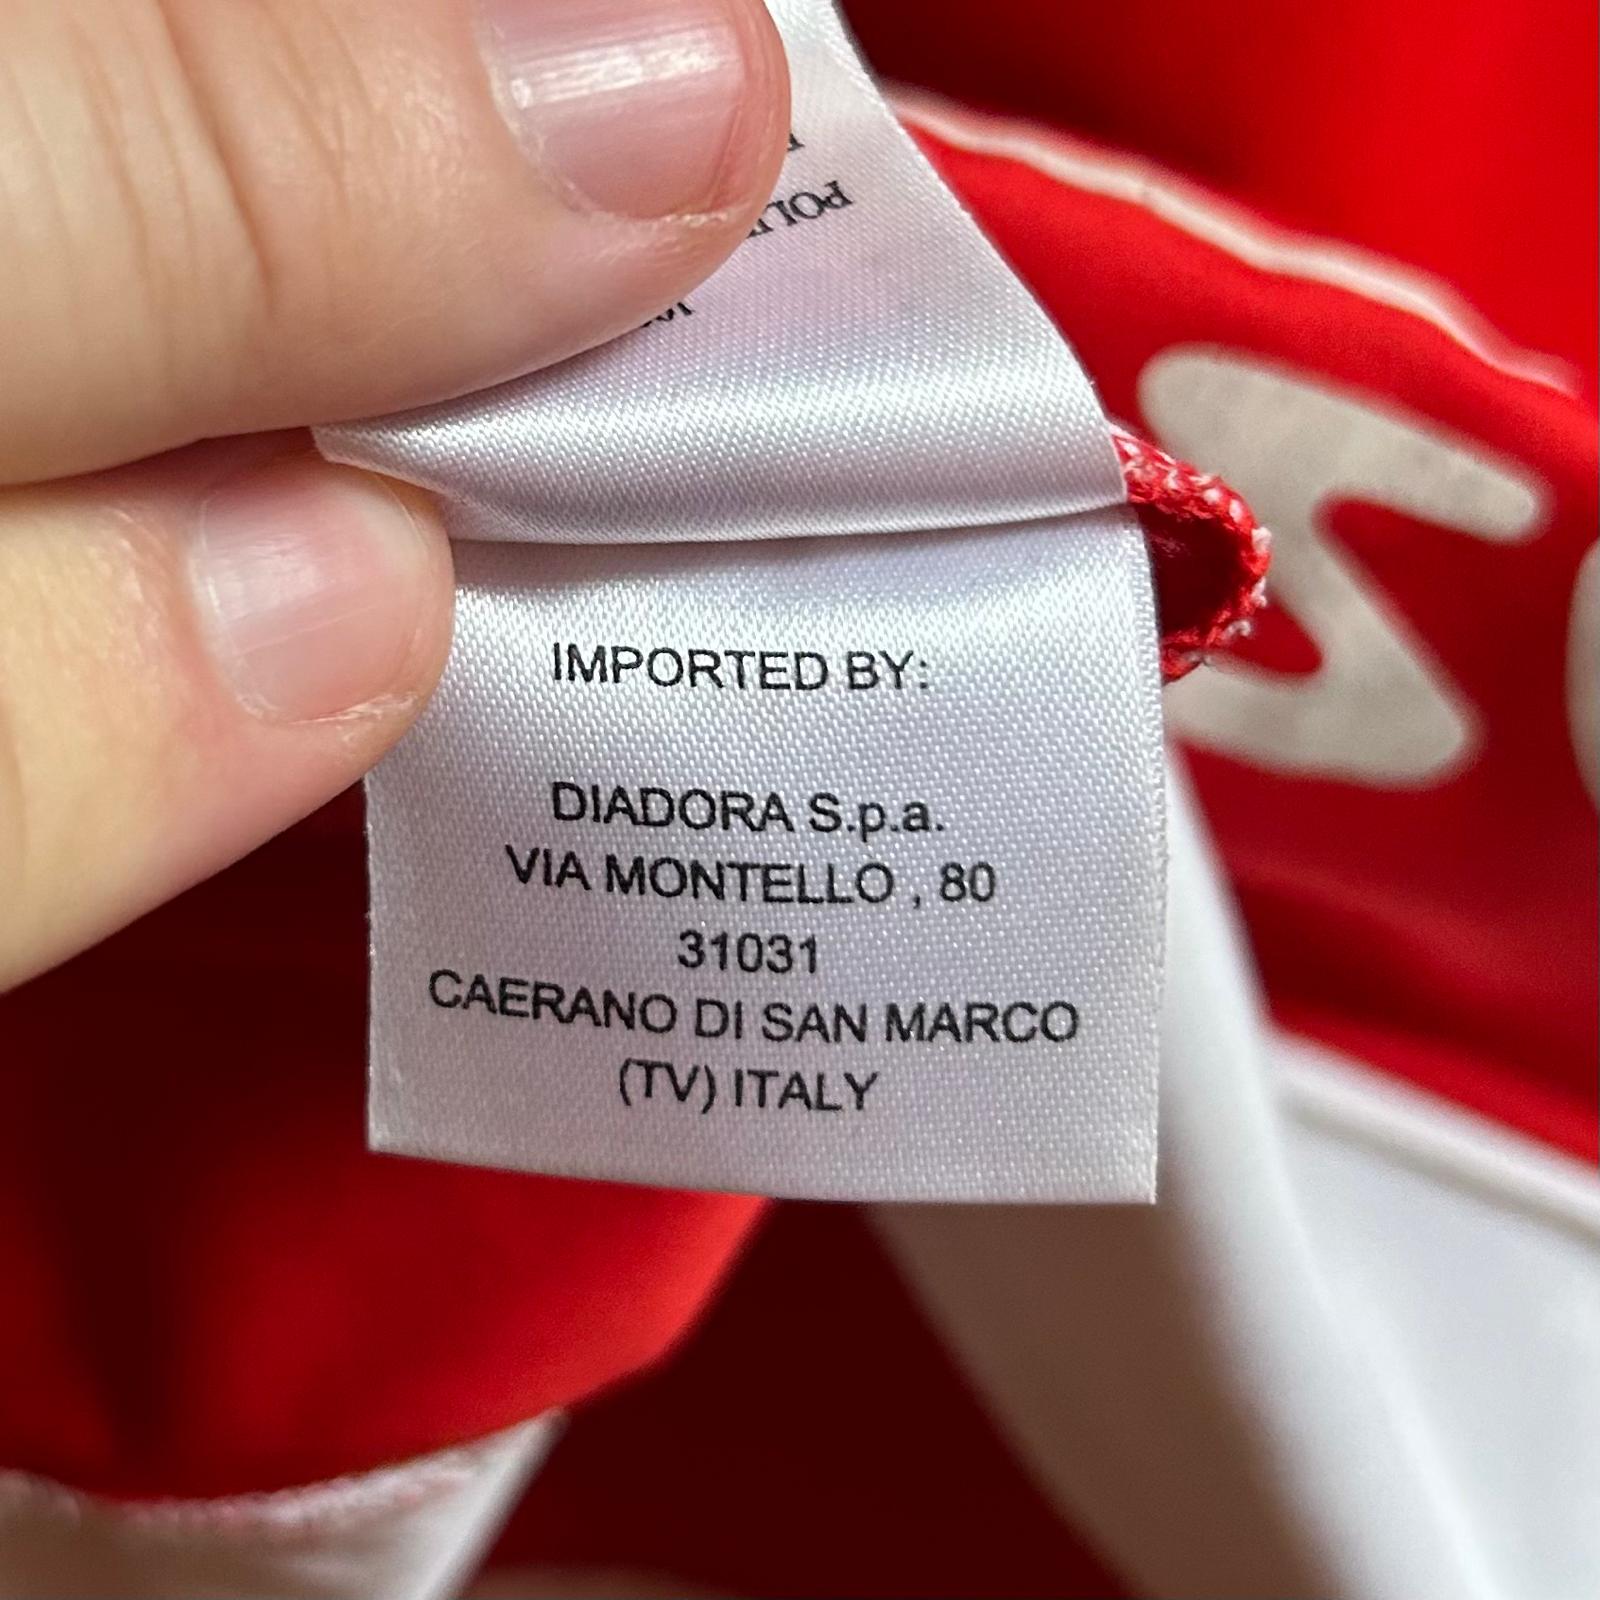 IMPORTED BY:
DIADORA S.p.a.
VIA MONTELLO , 80
31031
CAERANO DI SAN MARCO
(TV) ITALY